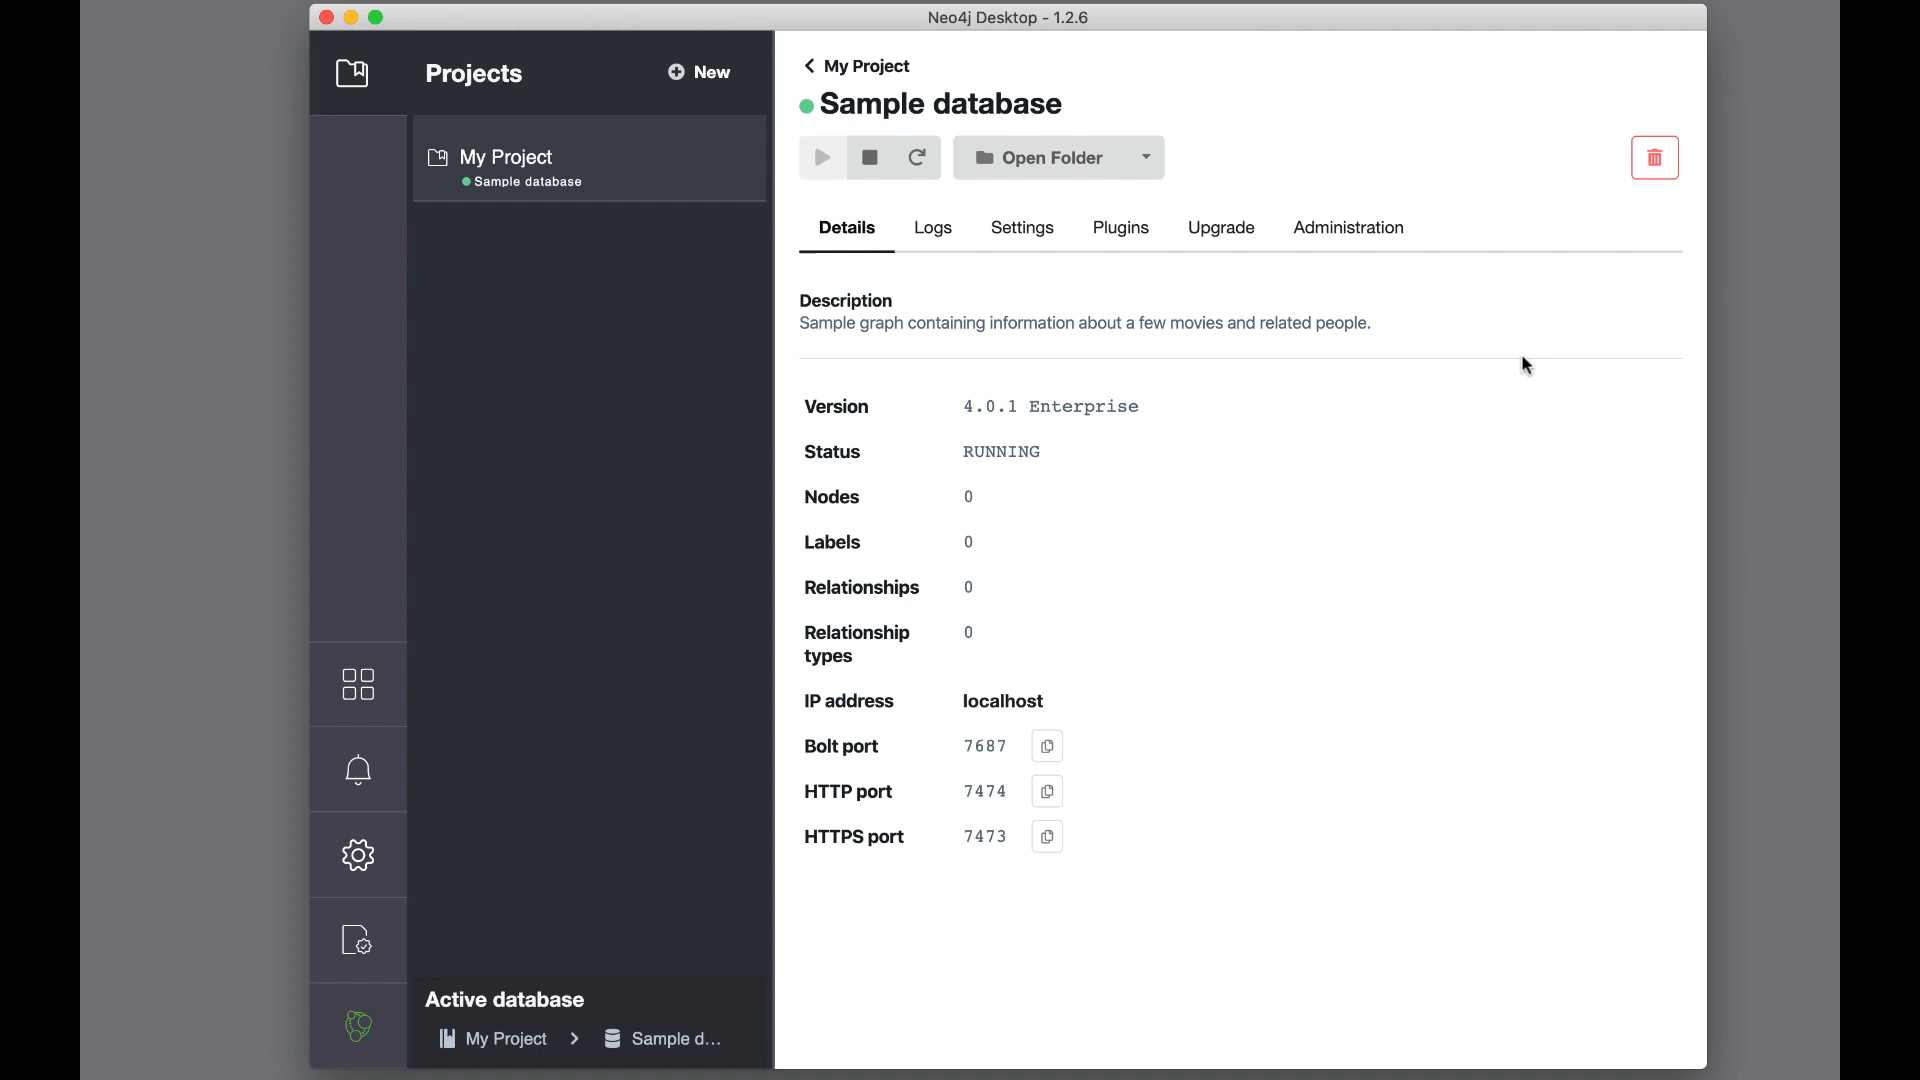 Neo4j Desktop - 1.2.6
Projects
New
My Project
Sample database
Active database
My Project
Sample d...
My Project
Sample database
Open Folder
Details Logs Settings Plugins Upgrade Administration
Description
Sample graph containing information about a few movies and related people.
Version 4.0.1 Enterprise
Status RUNNING
Nodes 0
Labels 0
Relationships 0
Relationship 0
types
IP address localhost
Bolt port 7687
HTTP port 7474
HTTPS port 7473